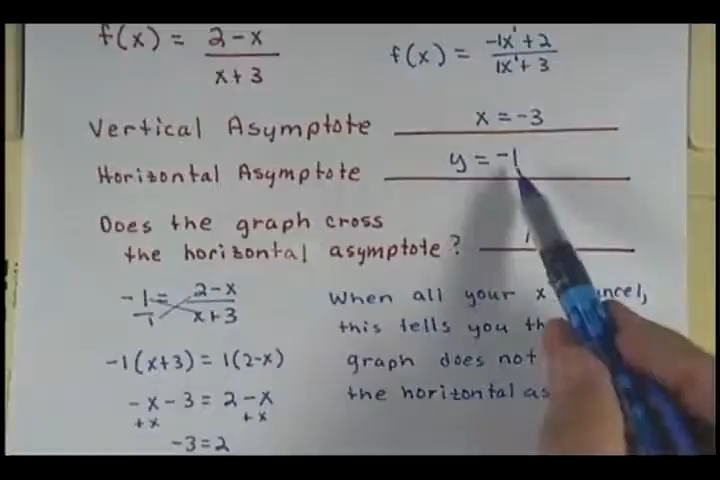 f(x) = 2-x / x+3
f(x) = -1x¹+2 / 1x¹+3
Vertical Asymptote x = -3
Horizontal Asymptote y = -1
Does the graph cross
the horizontal asymptote?
-1/1 = 2-x / x+3
-1(x+3) = 1(2-x)
-x-3 = 2-x
+x +x
-3=2
When all your x
this tells you
graph does not
the horizontal